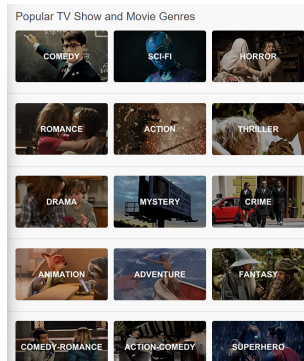 Popular TV Show and Movie Genres
COMEDY
SCI-FI
HORROR
ROMANCE
ACTION
THRILLER
DRAMA
MYSTERY
CRIME
ANIMATION
ADVENTURE
FANTASY
COMEDY-ROMANCE
ACTION-COMEDY
SUPERHERO